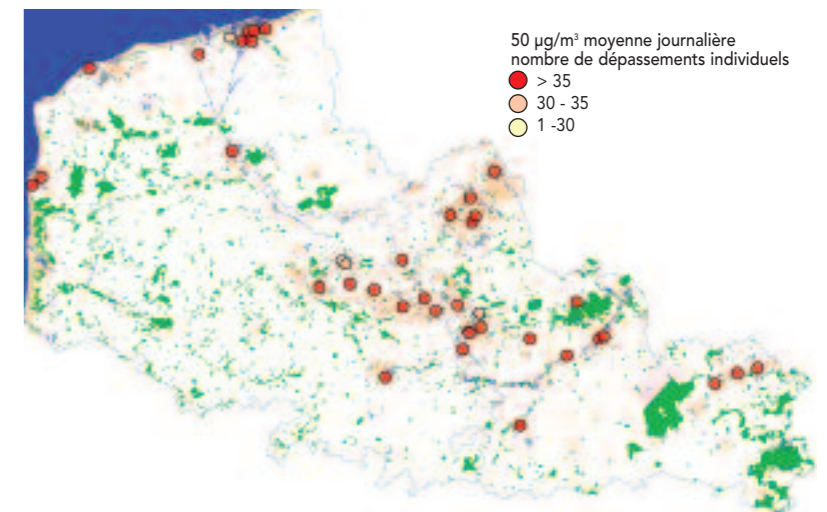 50 µg/m³ moyenne journalière
nombre de dépassements individuels
> 35
30 - 35
1 -30